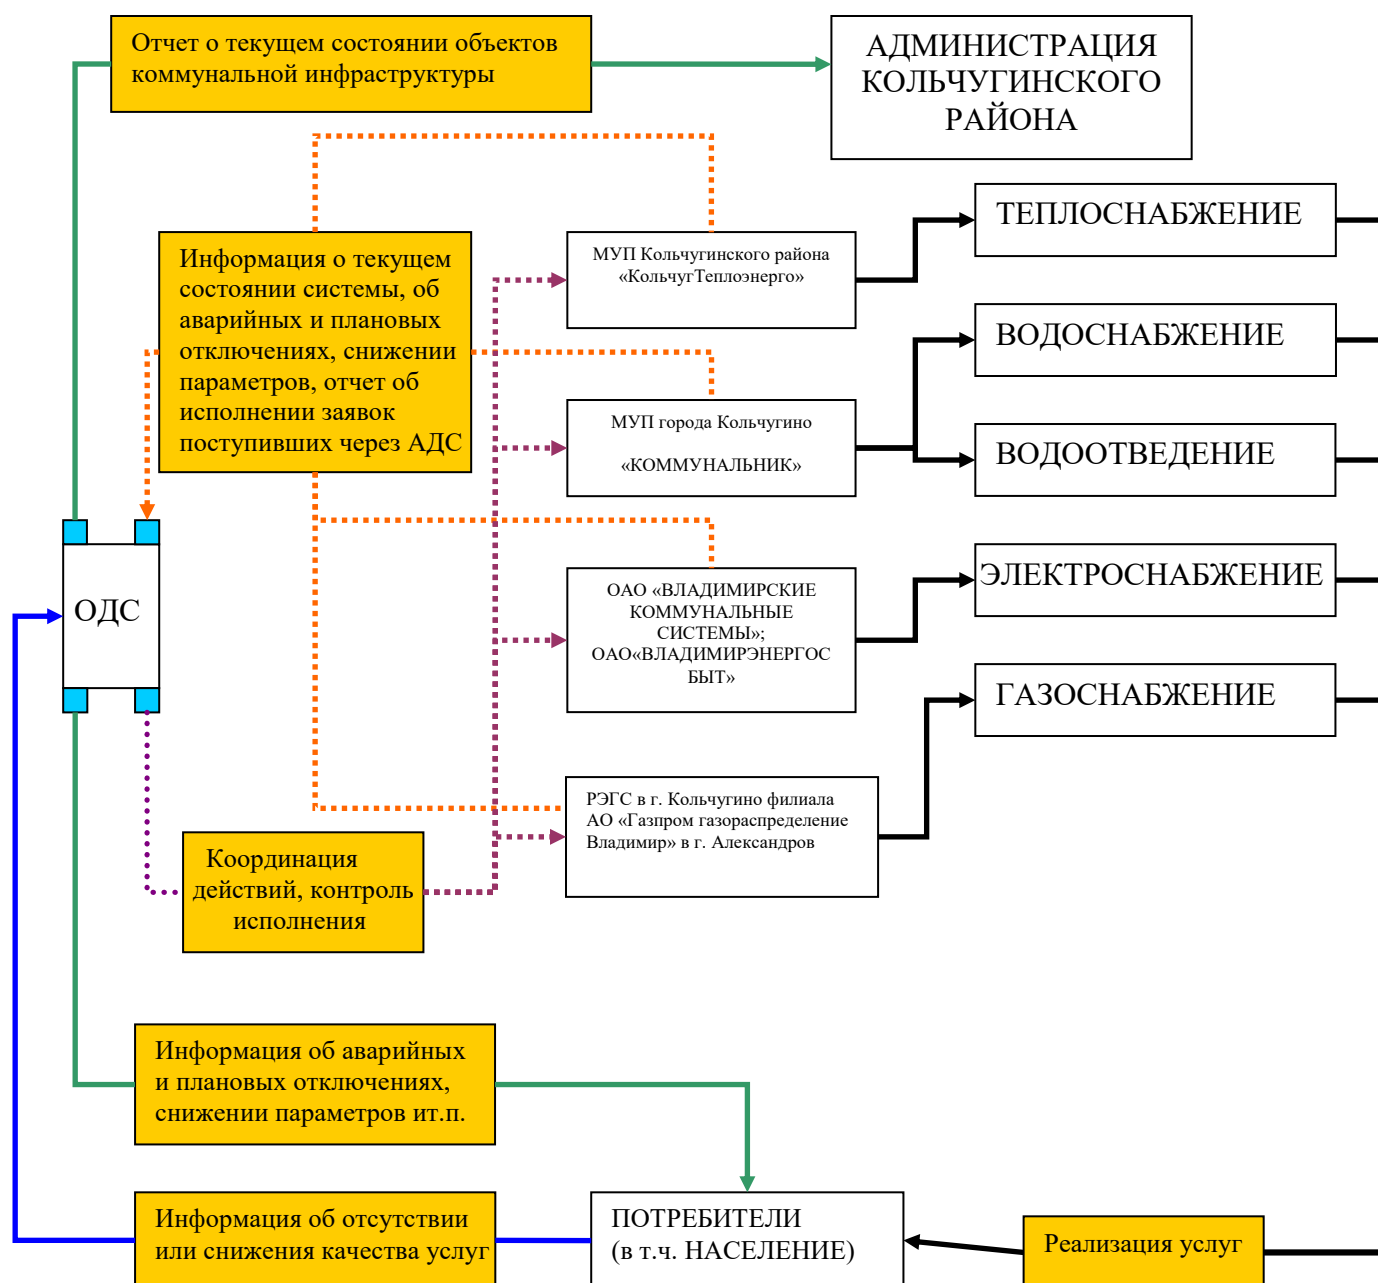 Отчет о текущем состоянии объектов
коммунальной инфраструктуры
АДМИНИСТРАЦИЯ
КОЛЬЧУГИНСКОГО
РАЙОНА
ТЕПЛОСНАБЖЕНИЕ
Информация о текущем
состоянии системы, об
аварийных и плановых
отключениях, снижении
параметров, отчет об
исполнении заявок
поступивших через АДС
МУП Кольчугинского района
«КольчугТеплоэнерго»
ВОДОСНАБЖЕНИЕ
МУП города Кольчугино
«КОММУНАЛЬНИК»
ВОДООТВЕДЕНИЕ
ОДС
ОАО «ВЛАДИМИРСКИЕ
КОММУНАЛЬНЫЕ
СИСТЕМЫ»;
ОАО«ВЛАДИМИРЭНЕРГОС
БЫТ»
ЭЛЕКТРОСНАБЖЕНИЕ
ГАЗОСНАБЖЕНИЕ
РЭГС в г. Кольчугино филиала
АО «Газпром газораспределение
Владимир» в г. Александров
Координация
действий, контроль
исполнения
Информация об аварийных
и плановых отключениях,
снижении параметров ит.п.
Информация об отсутствии
или снижения качества услуг
ПОТРЕБИТЕЛИ
(в т.ч. НАСЕЛЕНИЕ)
Реализация услуг